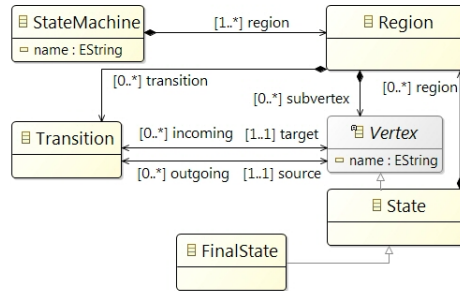 StateMachine
name : EString
[1..*] region
Region
[0..*] transition
[0..*] subvertex
[0..*] region
Transition
[0..*] incoming [1..1] target
[0..*] outgoing [1..1] source
Vertex
name : EString
State
FinalState